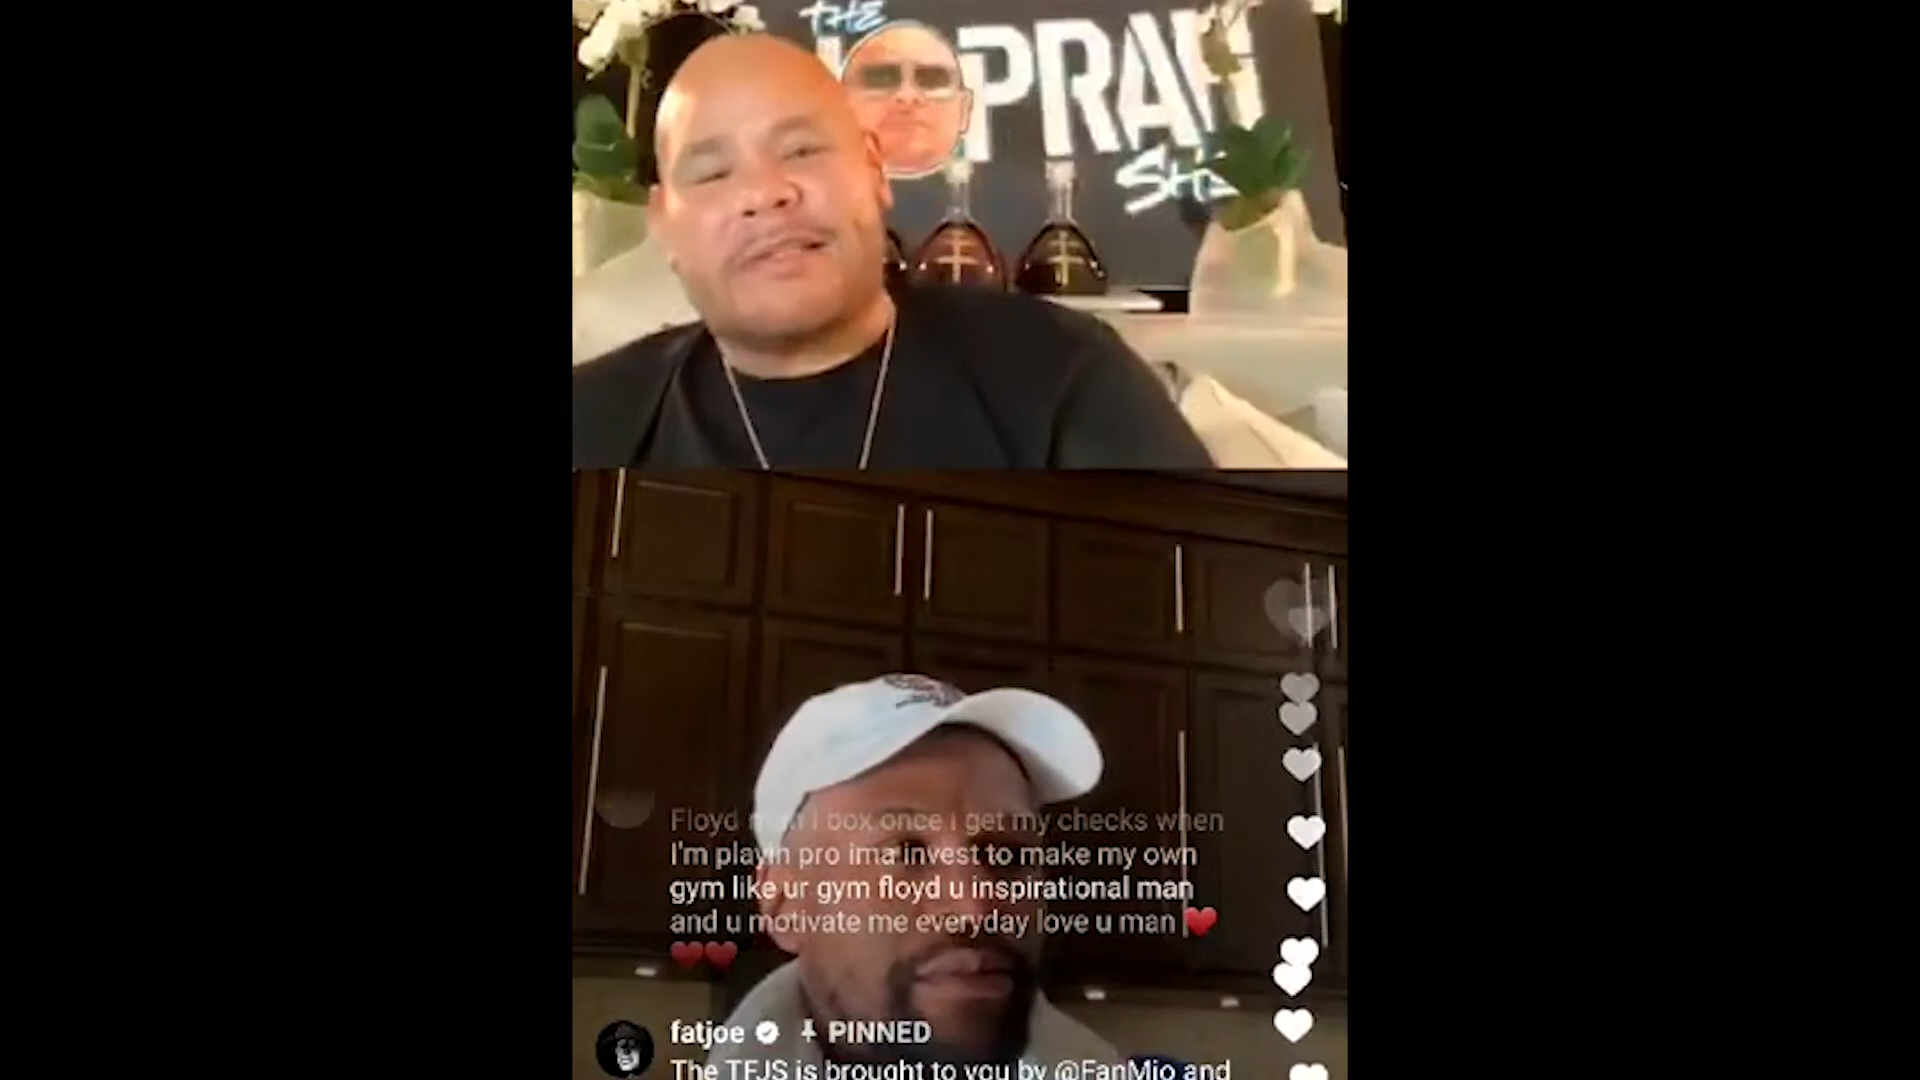 THE
PRAH
Floyd i box once i get my checks when
I'm playin pro ima invest to make my own
gym like ur gym floyd u inspirational man
and u motivate me everyday love u man ❤️
❤️❤️
fatjoe PINNED
The TFJS is brought to you by @FanMio and